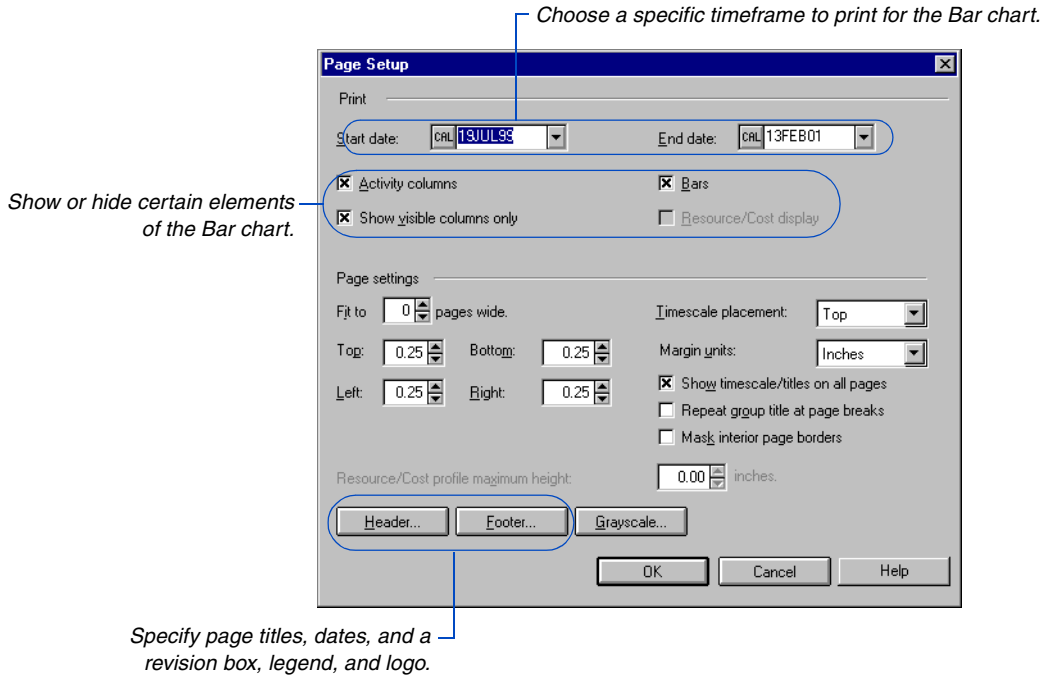 Choose a specific timeframe to print for the Bar chart.
Page Setup
Print
Start date: CAL 19JUL99 End date: CAL 13FEB01
Activity columns Bars
Show or hide certain elements
of the Bar chart.
Show visible columns only Resource/Cost display
Page settings
Fit to 0 pages wide. Timescale placement: Top
Top: 0.25 Bottom: 0.25 Margin units: Inches
Left: 0.25 Right: 0.25 Show timescale/titles on all pages
Repeat group title at page breaks
Mask interior page borders
Resource/Cost profile maximum height: 0.00 inches.
Header... Footer... Grayscale...
OK Cancel Help
Specify page titles, dates, and a
revision box, legend, and logo.